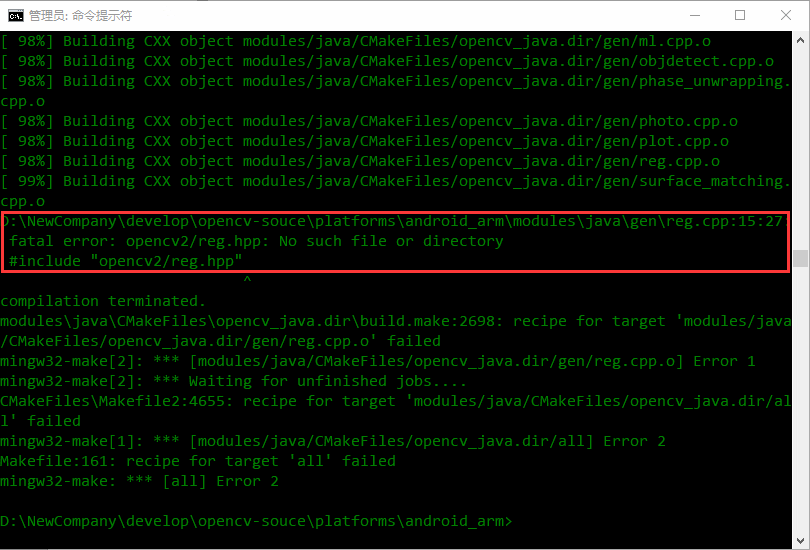 管理员: 命令提示符
[ 98%] Building CXX object modules/java/CMakeFiles/opencv_java.dir/gen/ml.cpp.o
[ 98%] Building CXX object modules/java/CMakeFiles/opencv_java.dir/gen/objdetect.cpp.o
[ 98%] Building CXX object modules/java/CMakeFiles/opencv_java.dir/gen/phase_unwrapping.
cpp.o
[ 98%] Building CXX object modules/java/CMakeFiles/opencv_java.dir/gen/photo.cpp.o
[ 98%] Building CXX object modules/java/CMakeFiles/opencv_java.dir/gen/plot.cpp.o
[ 98%] Building CXX object modules/java/CMakeFiles/opencv_java.dir/gen/reg.cpp.o
[ 99%] Building CXX object modules/java/CMakeFiles/opencv_java.dir/gen/surface_matching.
cpp.o
D:\NewCompany\develop\opencv-souce\platforms\android_arm\modules\java\gen\reg.cpp:15:27:
fatal error: opencv2/reg.hpp: No such file or directory
#include "opencv2/reg.hpp"
^
compilation terminated.
modules\java\CMakeFiles\opencv_java.dir\build.make:2698: recipe for target 'modules/java
/CMakeFiles/opencv_java.dir/gen/reg.cpp.o' failed
mingw32-make[2]: *** [modules/java/CMakeFiles/opencv_java.dir/gen/reg.cpp.o] Error 1
mingw32-make[2]: *** Waiting for unfinished jobs....
CMakeFiles\Makefile2:4655: recipe for target 'modules/java/CMakeFiles/opencv_java.dir/al
l' failed
mingw32-make[1]: *** [modules/java/CMakeFiles/opencv_java.dir/all] Error 2
Makefile:161: recipe for target 'all' failed
mingw32-make: *** [all] Error 2
D:\NewCompany\develop\opencv-souce\platforms\android_arm>